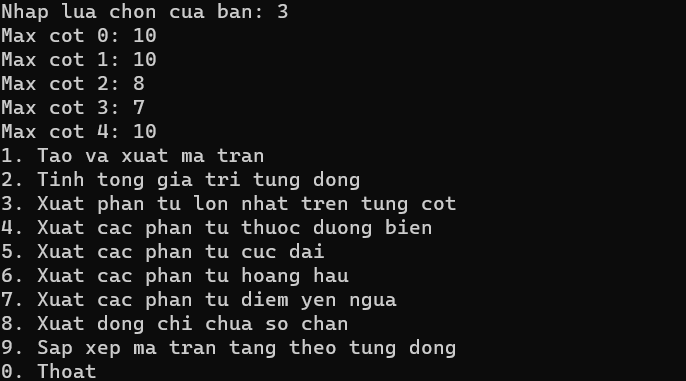 Nhap lua chon cua ban: 3
Max cot 0: 10
Max cot 1: 10
Max cot 2: 8
Max cot 3: 7
Max cot 4: 10
1. Tao va xuat ma tran
2. Tinh tong gia tri tung dong
3. Xuat phan tu lon nhat tren tung cot
4. Xuat cac phan tu thuoc duong bien
5. Xuat cac phan tu cuc dai
6. Xuat cac phan tu hoang hau
7. Xuat cac phan tu diem yen ngua
8. Xuat dong chi chua so chan
9. Sap xep ma tran tang theo tung dong
0. Thoat